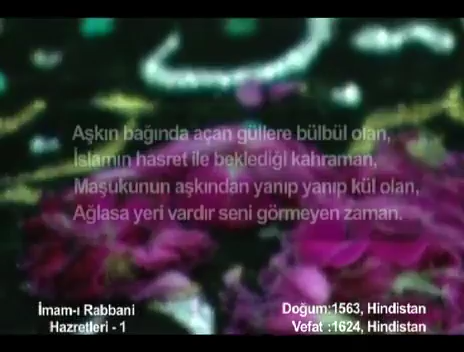 Aşkın bağında açan güllere bülbül olan,
İslamın hasret ile beklediği kahraman,
Maşukunun aşkından yanıp yanıp kül olan,
Ağlasa yeri vardır seni görmeyen zaman.
İmam-ı Rabbani
Hazretleri - 1
Doğum:1563, Hindistan
Vefat :1624, Hindistan